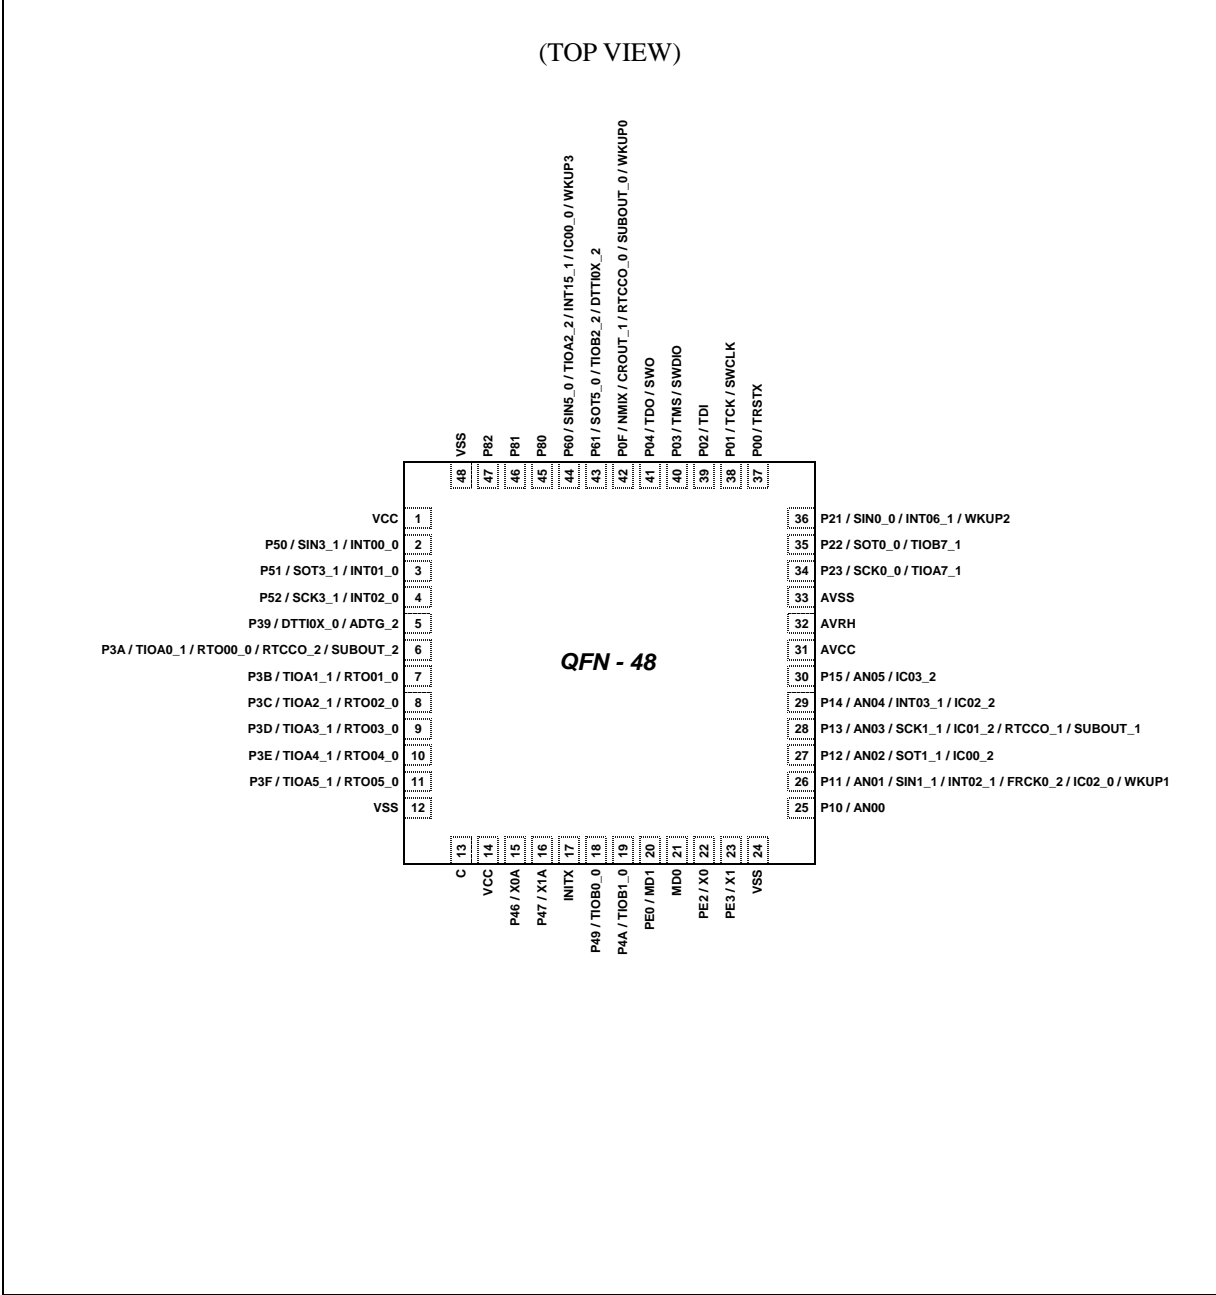 (TOP VIEW)
VSS
P82
P81
P80
P60 / SIN5_0 / TIOA2_2 / INT15_1 / IC00_0 / WKUP3
P61 / SOT5_0 / TIOB2_2 / DTTI0X_2
P0F / NMIX / CROUT_1 / RTCCO_0 / SUBOUT_0 / WKUP0
P04 / TDO / SWO
P03 / TMS / SWDIO
P02 / TDI
P01 / TCK / SWCLK
P00 / TRSTX
48
47
46
45
44
43
42
41
40
39
38
37
VCC 1
P50 / SIN3_1 / INT00_0 2
P51 / SOT3_1 / INT01_0 3
P52 / SCK3_1 / INT02_0 4
P39 / DTTI0X_0 / ADTG_2 5
P3A / TIOA0_1 / RTO00_0 / RTCCO_2 / SUBOUT_2 6
P3B / TIOA1_1 / RTO01_0 7
P3C / TIOA2_1 / RTO02_0 8
P3D / TIOA3_1 / RTO03_0 9
P3E / TIOA4_1 / RTO04_0 10
P3F / TIOA5_1 / RTO05_0 11
VSS 12
QFN - 48
36 P21 / SIN0_0 / INT06_1 / WKUP2
35 P22 / SOT0_0 / TIOB7_1
34 P23 / SCK0_0 / TIOA7_1
33 AVSS
32 AVRH
31 AVCC
30 P15 / AN05 / IC03_2
29 P14 / AN04 / INT03_1 / IC02_2
28 P13 / AN03 / SCK1_1 / IC01_2 / RTCCO_1 / SUBOUT_1
27 P12 / AN02 / SOT1_1 / IC00_2
26 P11 / AN01 / SIN1_1 / INT02_1 / FRCK0_2 / IC02_0 / WKUP1
25 P10 / AN00
13
14
15
16
17
18
19
20
21
22
23
24
C
VCC
P46 / X0A
P47 / X1A
INITX
P49 / TIOB0_0
P4A / TIOB1_0
PE0 / MD1
MD0
PE2 / X0
PE3 / X1
VSS